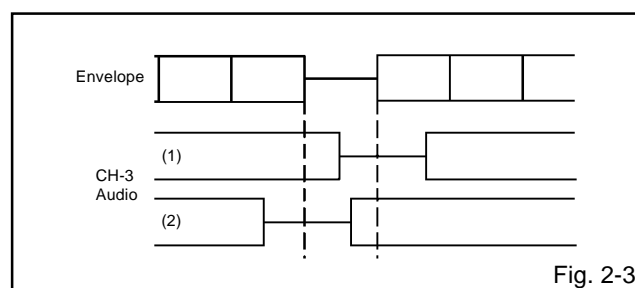 Envelope
(1)
CH-3
Audio
(2)
Fig. 2-3